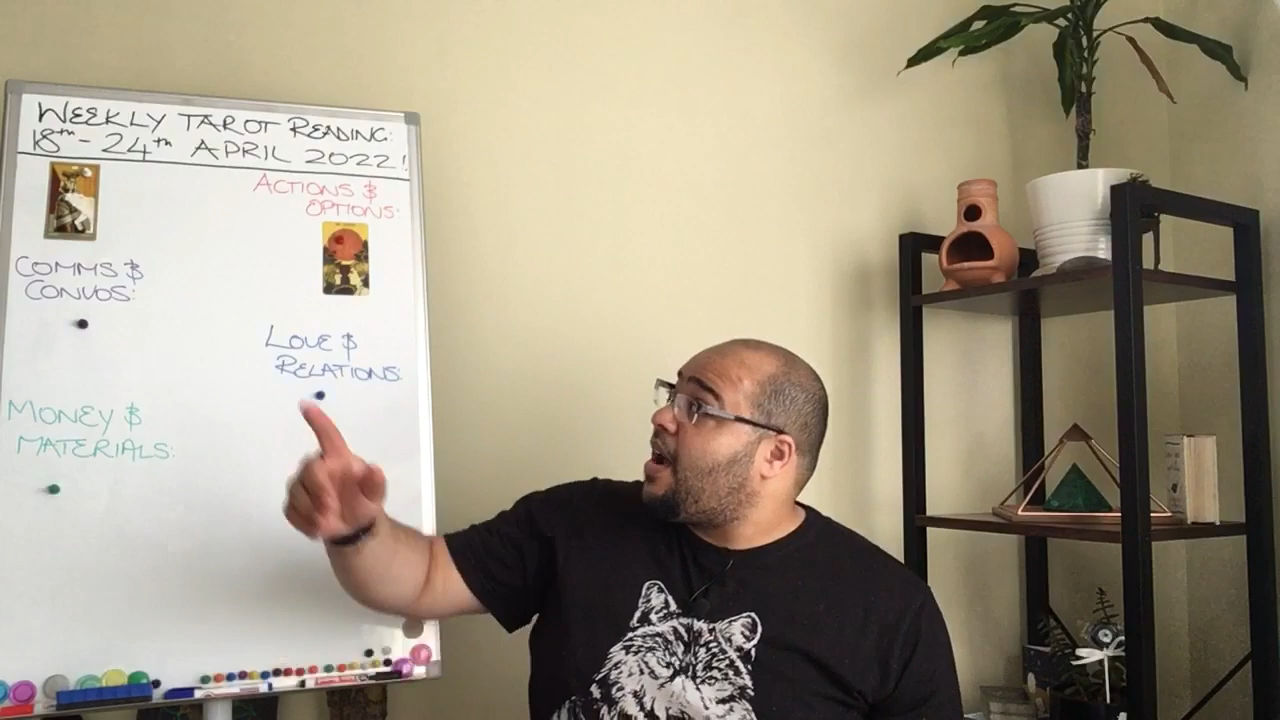 WEEKLY TAROT READING:
18th - 24th APRIL 2022!
ACTIONS &
OPTIONS:
COMMS &
CONVOS:
LOVE &
RELATIONS:
MONEY &
MATERIALS: